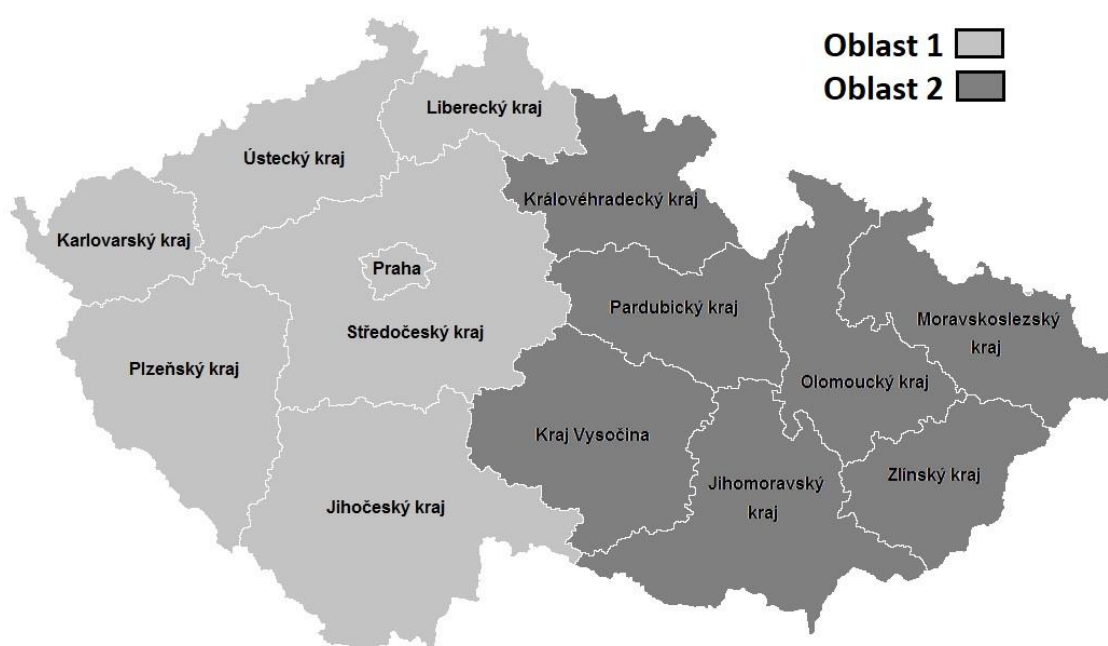 Oblast 1
Oblast 2
Liberecký kraj
Ústecký kraj
Královéhradecký kraj
Karlovarský kraj
Praha
Pardubický kraj
Moravskoslezský
kraj
Středočeský kraj
Plzeňský kraj
Olomoucký kraj
Kraj Vysočina
Zlínský kraj
Jihomoravský
kraj
Jihočeský kraj